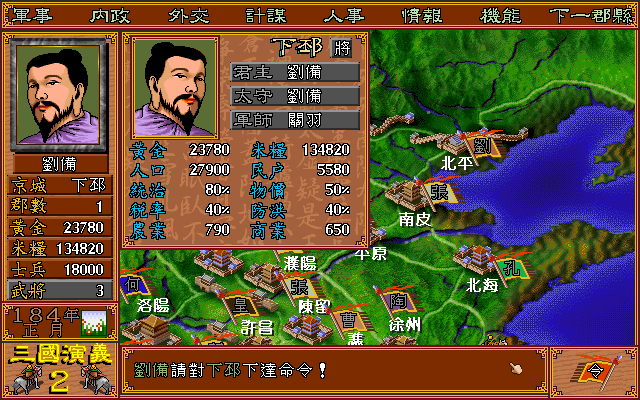 軍事 內政 外交 計謀 人事 情報 機能 下一郡縣
劉備
京城 下邳
郡數 1
黃金 23780
米糧 134820
士兵 18000
武將 3
184年
正月
三國演義
2
下邳 將
君主 劉備
太守 劉備
軍師 關羽
黃金 23780 米糧 134820
人口 27900 民戶 5580
統治 80% 物價 50%
稅率 40% 防洪 40%
農業 790 商業 650
劉
北平
張
南皮
平原
孔
北海
濮陽
何
洛陽
皇
許昌
張
陳留
曹
陶
徐州
譙
劉備請對下邳下達命令！
令